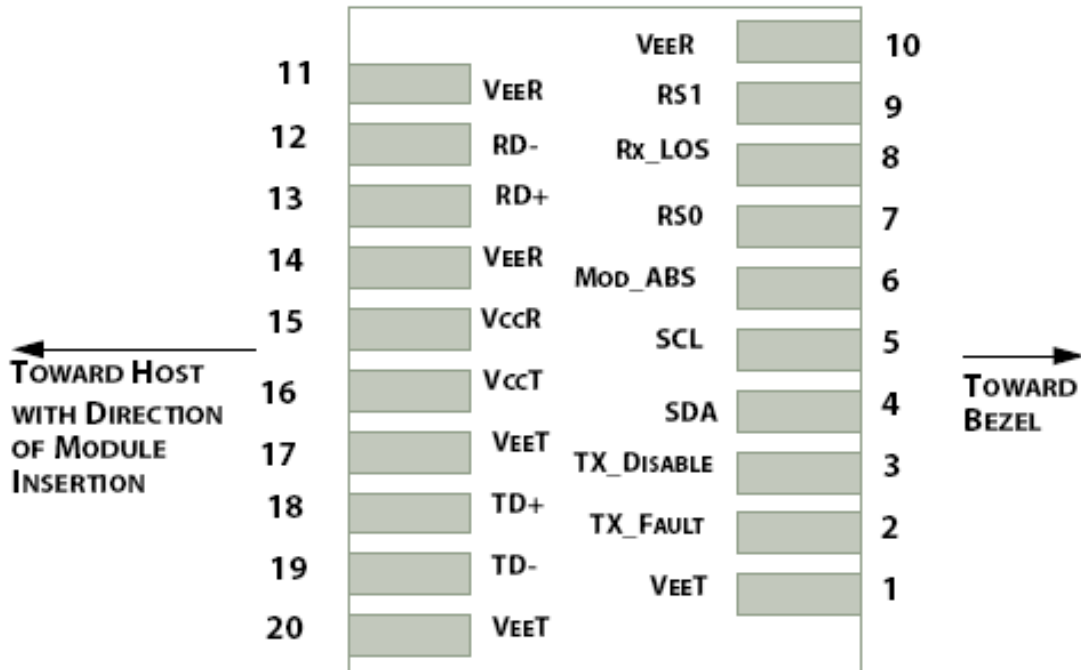 11 VEER
12 RD-
13 RD+
14 VEER
15 VCCR
16 VCCT
17 VEET
18 TD+
19 TD-
20 VEET
VEER 10
RS1 9
RX_LOS 8
RS0 7
MOD_ABS 6
SCL 5
SDA 4
TX_DISABLE 3
TX_FAULT 2
VEET 1
TOWARD HOST
WITH DIRECTION
OF MODULE
INSERTION
TOWARD
BEZEL